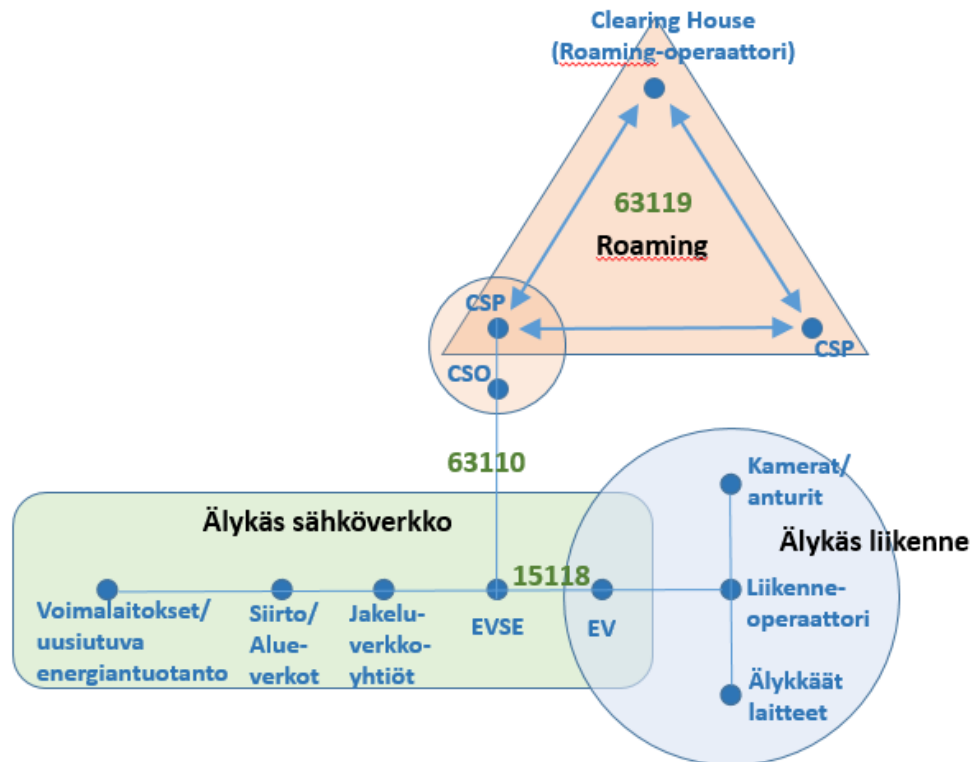 Clearing House
(Roaming-operaattori)
63119
Roaming
CSP
CSP
CSO
63110
Kamerat/
anturit
Älykäs sähköverkko
Älykäs liikenne
15118
Voimalaitokset/
uusiutuva
energiantuotanto
Siirto/
Alue-
verkot
Jakelu-
verkko-
yhtiöt
EVSE
EV
Liikenne-
operaattori
Älykkäät
laitteet